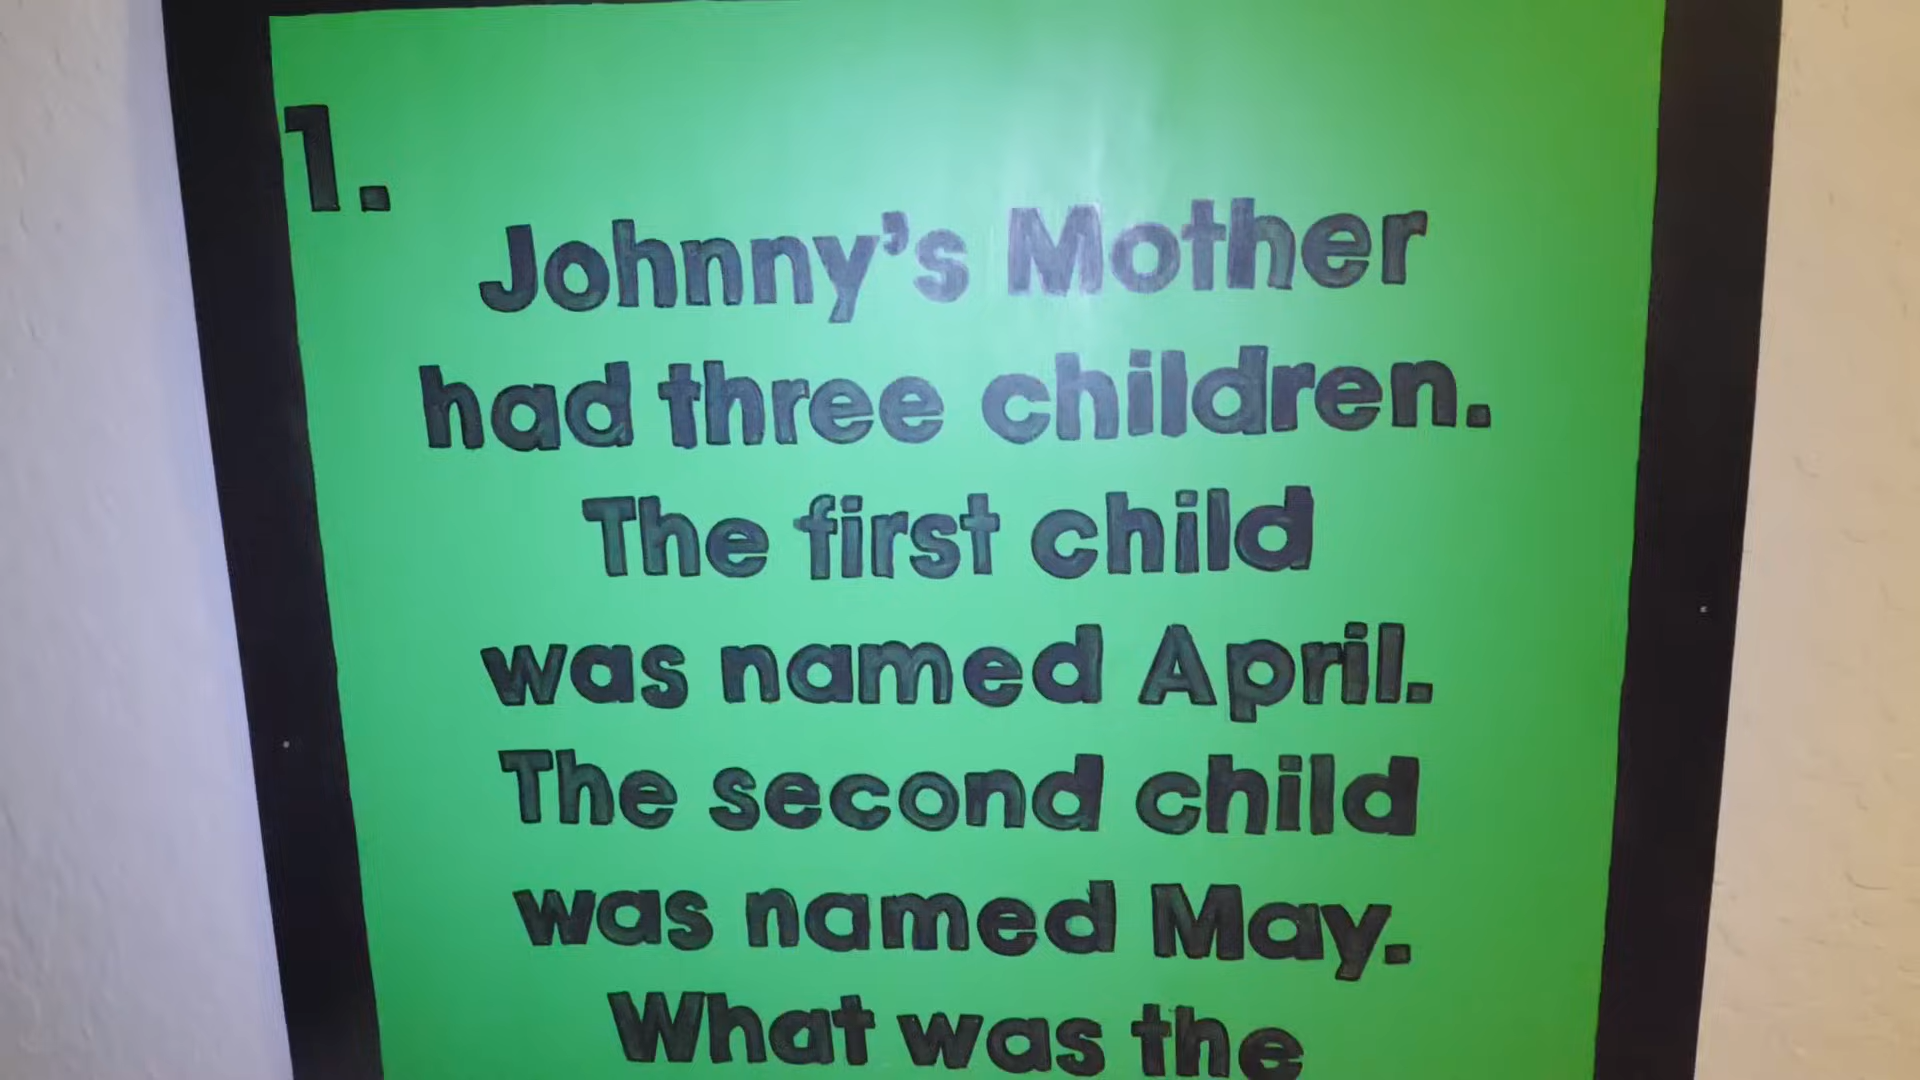 1.
Johnny's Mother
had three children.
The first child
was named April.
The second child
was named May.
What was the